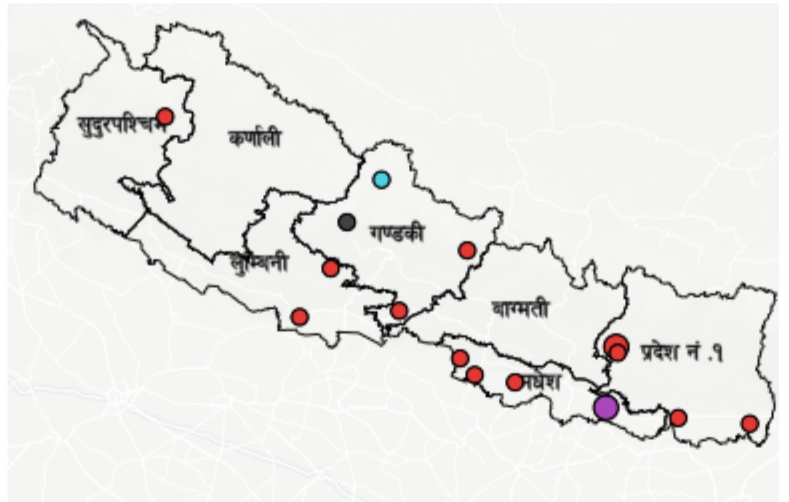 सुदुरपश्चिम
कर्णाली
गण्डकी
लुम्बिनी
बाग्मती
प्रदेश नं .१
मधेश